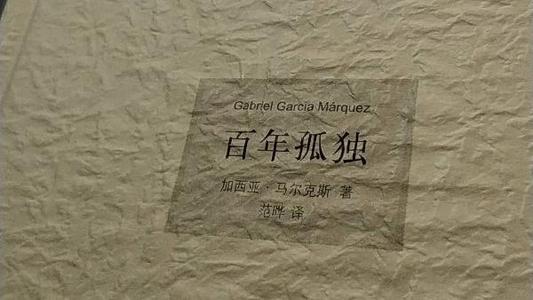 Gabriel García Márquez
百年孤独
加西亚·马尔克斯 著
范晔 译